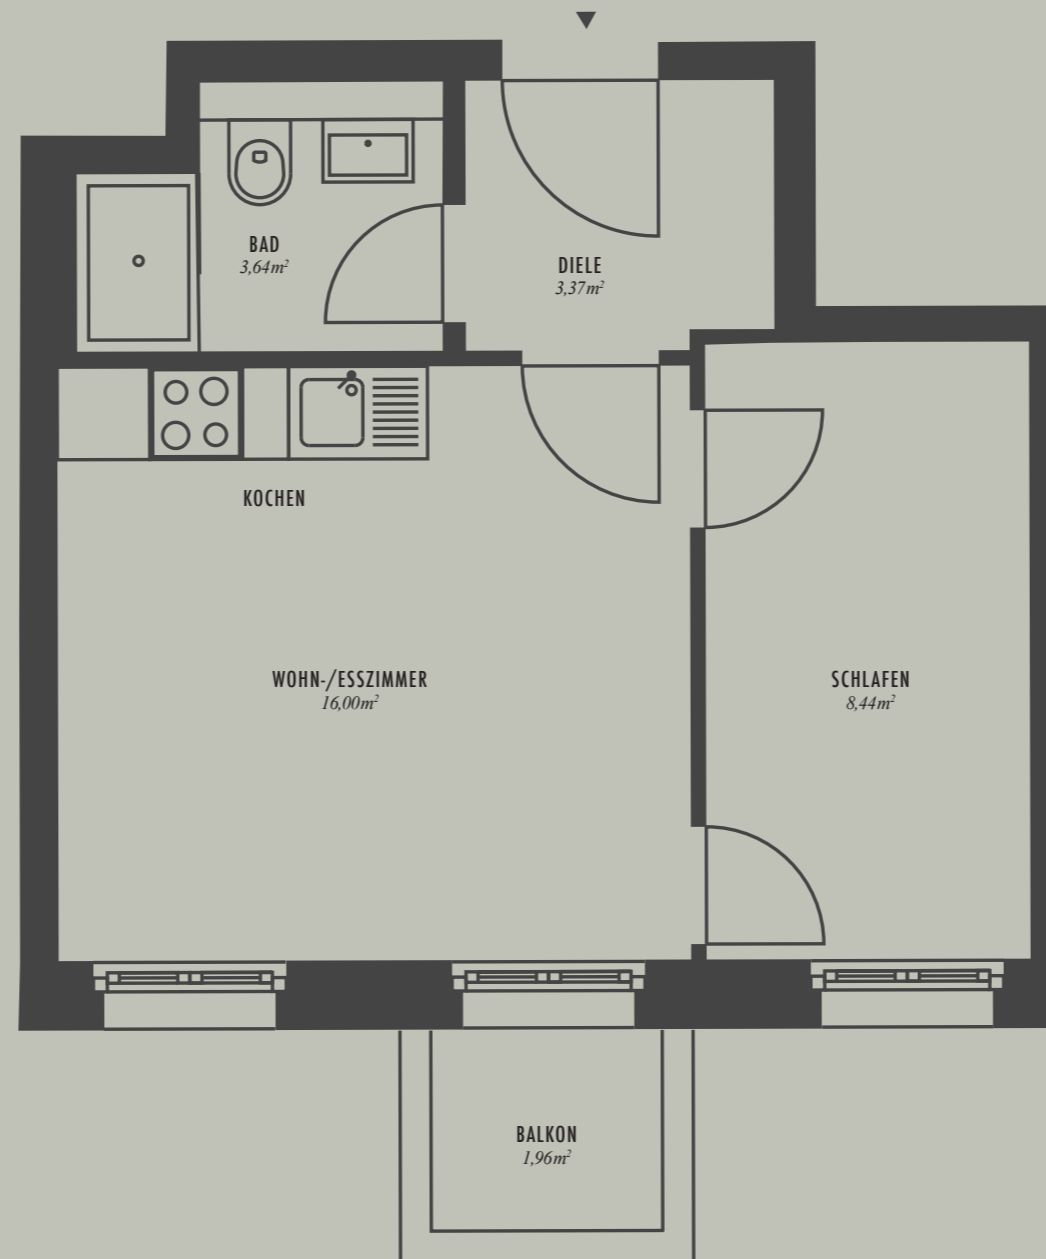 BAD
3,64m²
DIELE
3,37m²
KOCHEN
WOHN-/ESSZIMMER
16,00m²
SCHLAFEN
8,44m²
BALKON
1,96m²